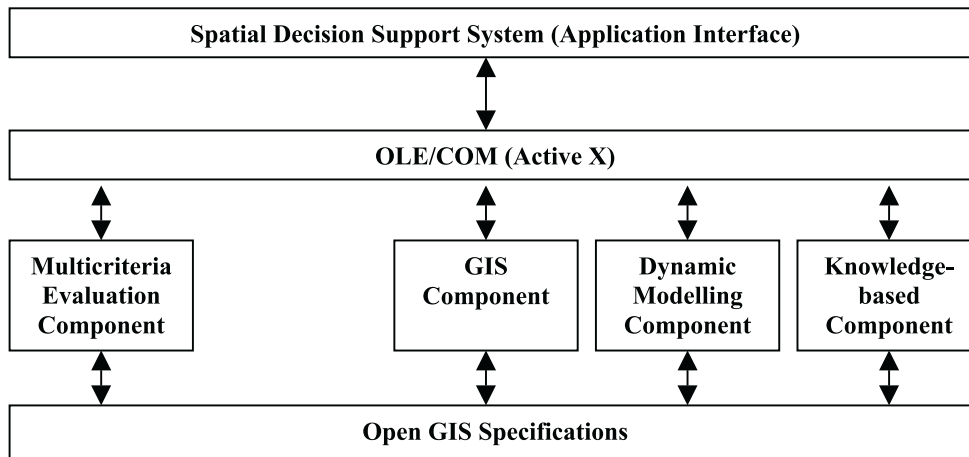 Spatial Decision Support System (Application Interface)
OLE/COM (Active X)
Multicriteria
Evaluation
Component
GIS
Component
Dynamic
Modelling
Component
Knowledge-
based
Component
Open GIS Specifications